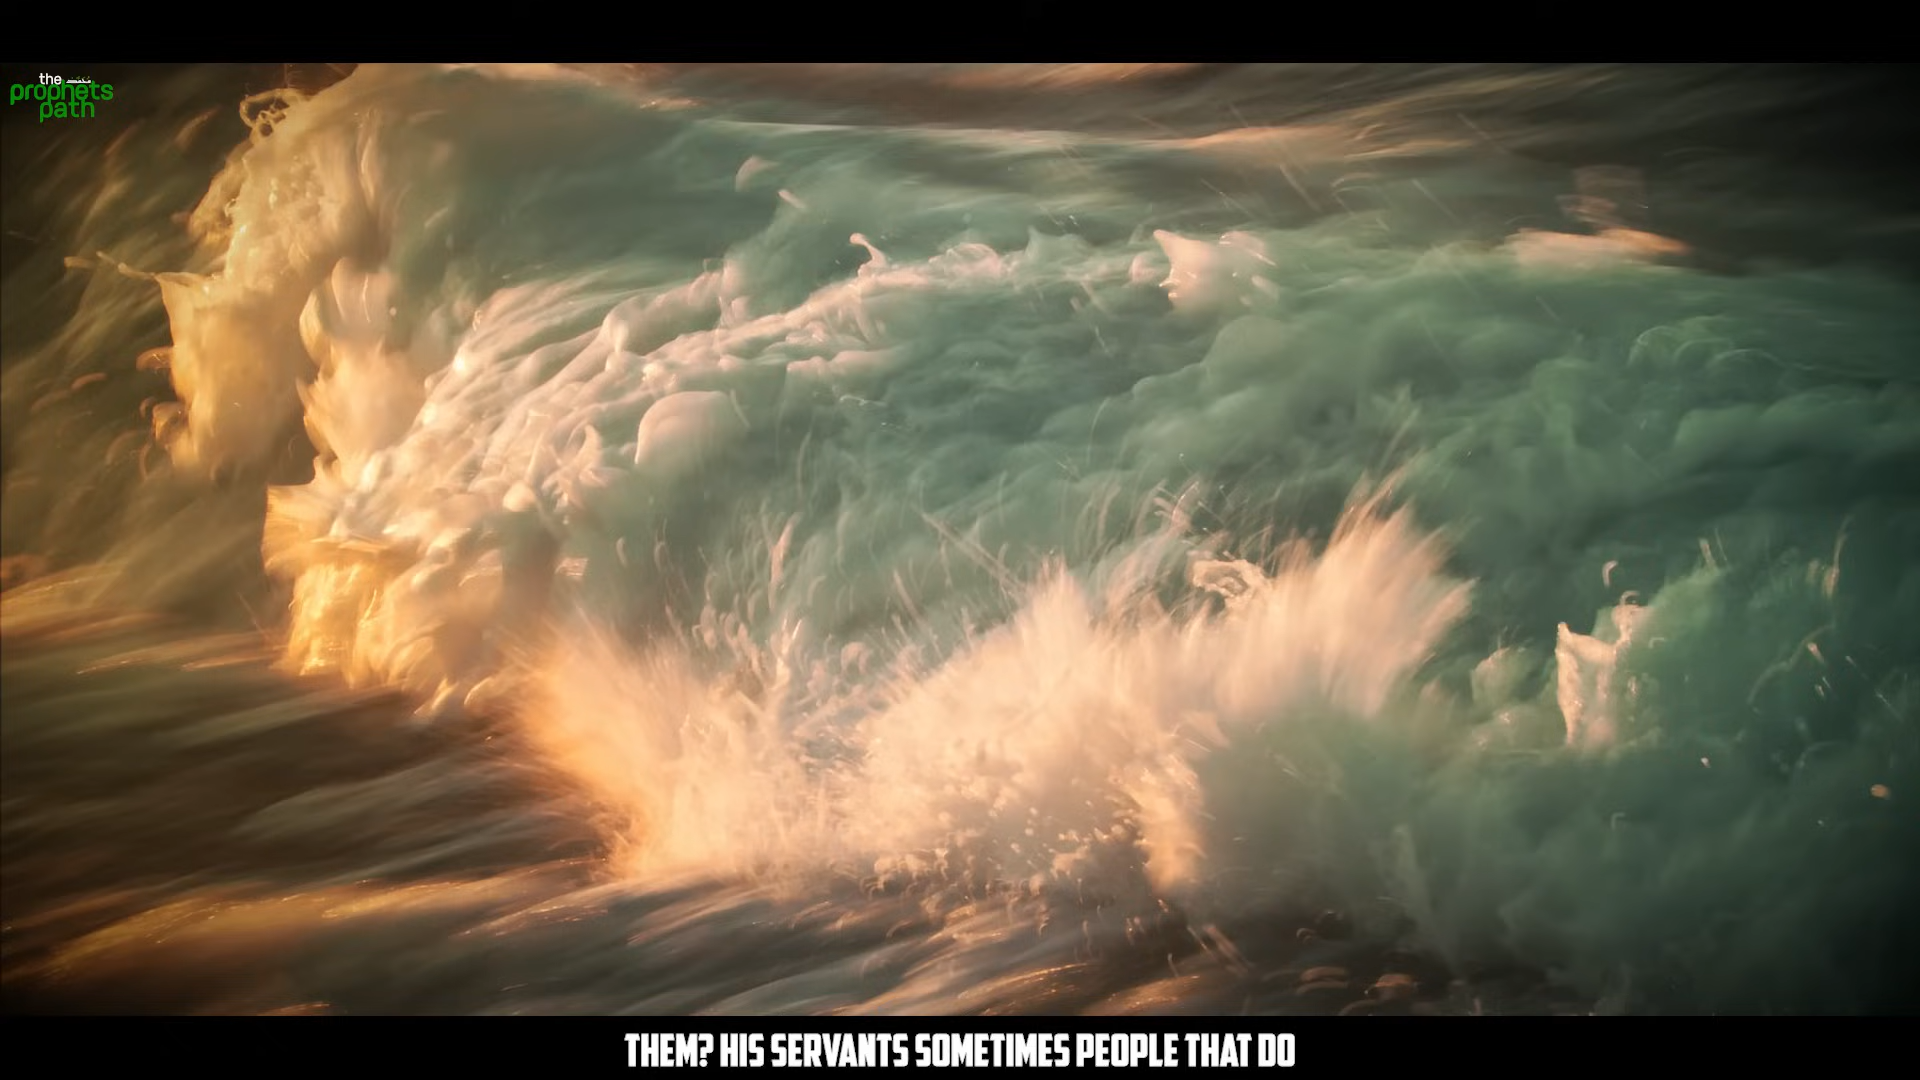 the
prophets
path
THEM? HIS SERVANTS SOMETIMES PEOPLE THAT DO